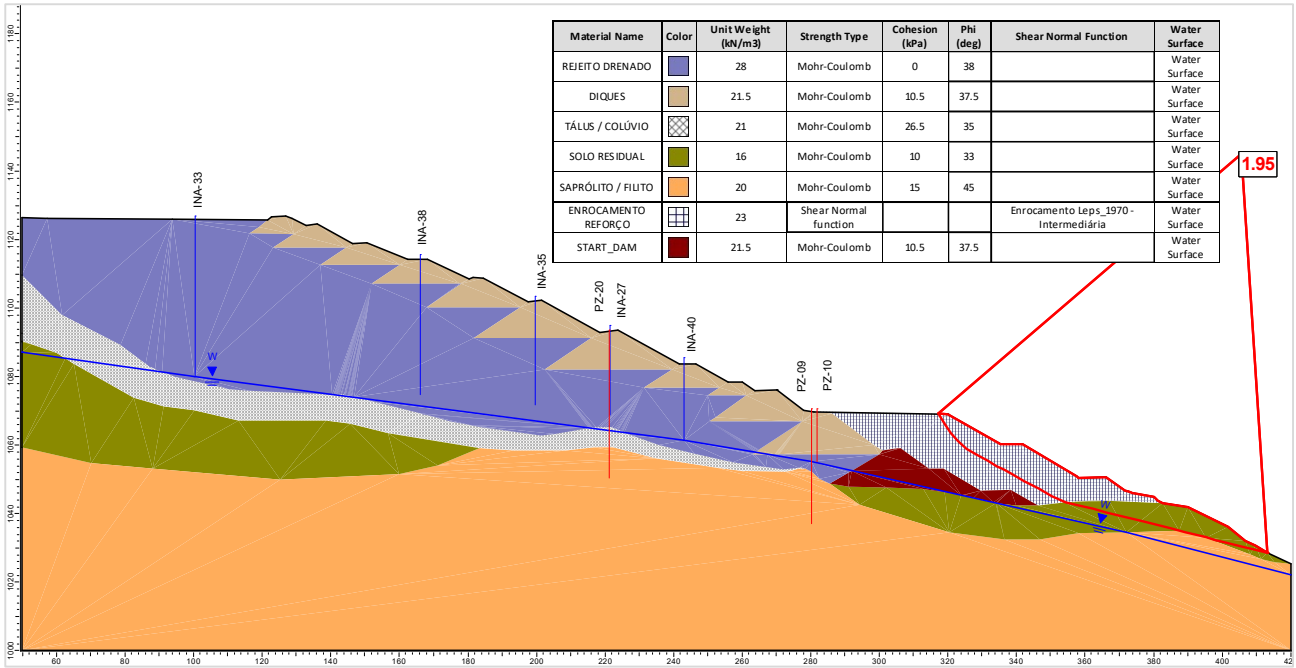 Material Name Color Unit Weight (kN/m3) Strength Type Cohesion (kPa) Phi (deg) Shear Normal Function Water Surface
REJEITO DRENADO 28 Mohr-Coulomb 0 38 Water Surface
DIQUES 21.5 Mohr-Coulomb 10.5 37.5 Water Surface
TÁLUS / COLÚVIO 21 Mohr-Coulomb 26.5 35 Water Surface
SOLO RESIDUAL 16 Mohr-Coulomb 10 33 Water Surface
SAPRÓLITO / FILITO 20 Mohr-Coulomb 15 45 Water Surface
ENROCAMENTO REFORÇO 23 Shear Normal function Enrocamento Leps_1970 - Intermediária Water Surface
START_DAM 21.5 Mohr-Coulomb 10.5 37.5 Water Surface
1.95
INA-33
INA-38
INA-35
PZ-20
INA-27
INA-40
PZ-09
PZ-10
W
W
1180
1160
1140
1120
1100
1080
1060
1040
1020
1000
60 80 100 120 140 160 180 200 220 240 260 280 300 320 340 360 380 400 420